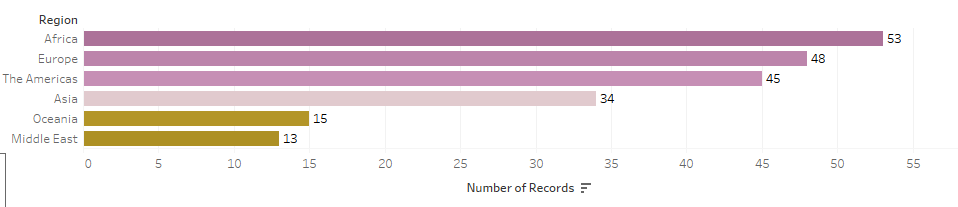 Region
Africa 53
Europe 48
The Americas 45
Asia 34
Oceania 15
Middle East 13
0 5 10 15 20 25 30 35 40 45 50 55
Number of Records